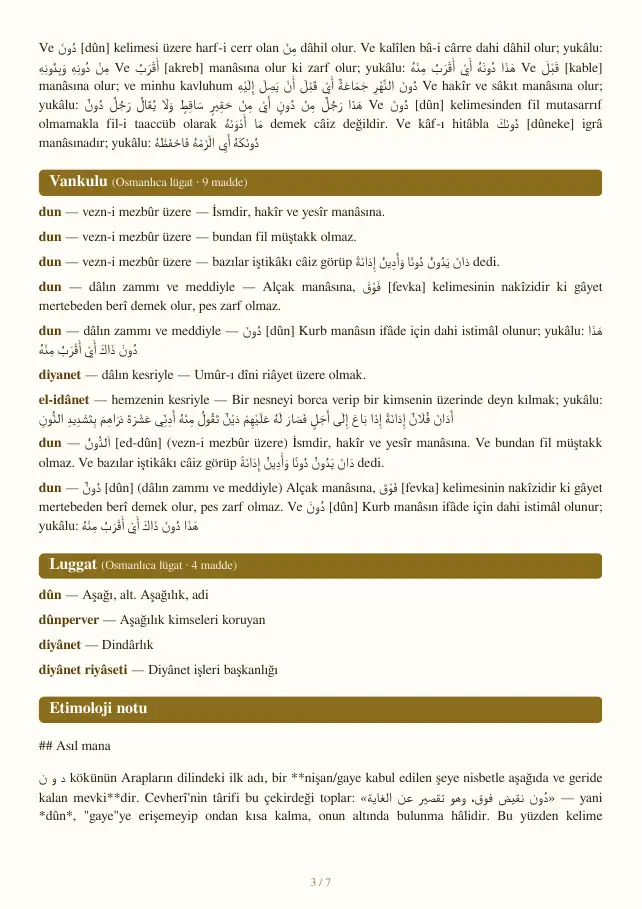 Ve دُونَ [dûn] kelimesi üzere harf-i cerr olan مِنْ dâhil olur. Ve kalîlen bâ-i cârre dahi dâhil olur; yukâlu:
مِنْ دُونِهِ وَبِدُونِهِ Ve أَقْرَبُ [akreb] manâsına olur ki zarf olur; yukâlu: هَذَا دُونَهُ أَيْ أَقْرَبُ مِنْهُ Ve قَبْلَ [kable]
manâsına olur; ve minhu kavluhum دُونَ النَّهْرِ جَمَاعَةٌ أَيْ قَبْلَ أَنْ يَصِلَ إِلَيْهِ Ve hakîr ve sâkıt manâsına olur;
yukâlu: هَذَا رَجُلٌ مِنْ دُونٍ أَيْ مِنْ حَقِيرٍ سَاقِطٍ وَلَا يُقَالُ رَجُلٌ دُونٌ Ve دُونَ [dûn] kelimesinden fil mutasarrıf
olmamakla fil-i taaccüb olarak مَا أَدْوَنَهُ demek câiz değildir. Ve kâf-ı hitâbla دُونَكَ [dûneke] igrâ
manâsınadır; yukâlu: دُونَكَهُ أَيِ الْزَمْهُ فَاحْفَظْهُ
Vankulu (Osmanlıca lügat · 9 madde)
dun — vezn-i mezbûr üzere — İsmdir, hakîr ve yesîr manâsına.
dun — vezn-i mezbûr üzere — bundan fil müştakk olmaz.
dun — vezn-i mezbûr üzere — bazılar iştikâkı câiz görüp دَانَ يَدُونُ دُونًا وَأُدِينُ إِدَانَةً dedi.
dun — dâlın zammı ve meddiyle — Alçak manâsına, فَوْقَ [fevka] kelimesinin nakîzidir ki gâyet
mertebeden berî demek olur, pes zarf olmaz.
dun — dâlın zammı ve meddiyle — دُونَ [dûn] Kurb manâsın ifâde için dahi istimâl olunur; yukâlu: هَذَا
دُونَ ذَاكَ أَيْ أَقْرَبُ مِنْهُ
diyanet — dâlın kesriyle — Umûr-ı dîni riâyet üzere olmak.
el-idânet — hemzenin kesriyle — Bir nesneyi borca verip bir kimsenin üzerinde deyn kılmak; yukâlu:
أَدَانَ فُلَانٌ إِدَانَةً إِذَا بَاعَ إِلَى أَجَلٍ فَصَارَ لَهُ عَلَيْهِمْ دَيْنٌ تَقُولُ مِنْهُ أَدِنِّي عَشَرَةَ دَرَاهِمَ بِتَشْدِيدِ النُّونِ
dun — اَلدُّونُ [ed-dûn] (vezn-i mezbûr üzere) İsmdir, hakîr ve yesîr manâsına. Ve bundan fil müştakk
olmaz. Ve bazılar iştikâkı câiz görüp دَانَ يَدُونُ دُونًا وَأُدِينُ إِدَانَةً dedi.
dun — دُونٌ [dûn] (dâlın zammı ve meddiyle) Alçak manâsına, فَوْقَ [fevka] kelimesinin nakîzidir ki gâyet
mertebeden berî demek olur, pes zarf olmaz. Ve دُونَ [dûn] Kurb manâsın ifâde için dahi istimâl olunur;
yukâlu: هَذَا دُونَ ذَاكَ أَيْ أَقْرَبُ مِنْهُ
Luggat (Osmanlıca lügat · 4 madde)
dûn — Aşağı, alt. Aşağılık, adi
dûnperver — Aşağılık kimseleri koruyan
diyânet — Dindârlık
diyânet riyâseti — Diyânet işleri başkanlığı
Etimoloji notu
## Asıl mana
د و ن kökünün Arapların dilindeki ilk adı, bir **nişan/gaye kabul edilen şeye nisbetle aşağıda ve geride
kalan mevki**dir. Cevherî'nin târifi bu çekirdeği toplar: «دُون نقيض فوق، وهو تقصير عن الغاية» — yani
*dûn*, "gaye"ye erişemeyip ondan kısa kalma, onun altında bulunma hâlidir. Bu yüzden kelime
3 / 7